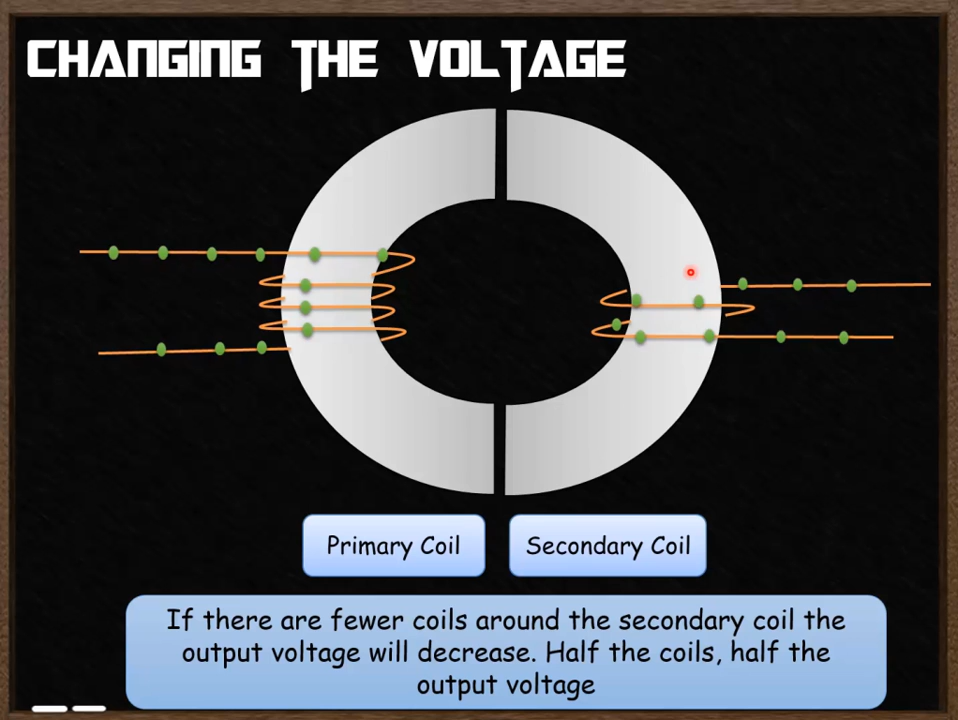 CHANGING THE VOLTAGE
Primary Coil
Secondary Coil
If there are fewer coils around the secondary coil the
output voltage will decrease. Half the coils, half the
output voltage